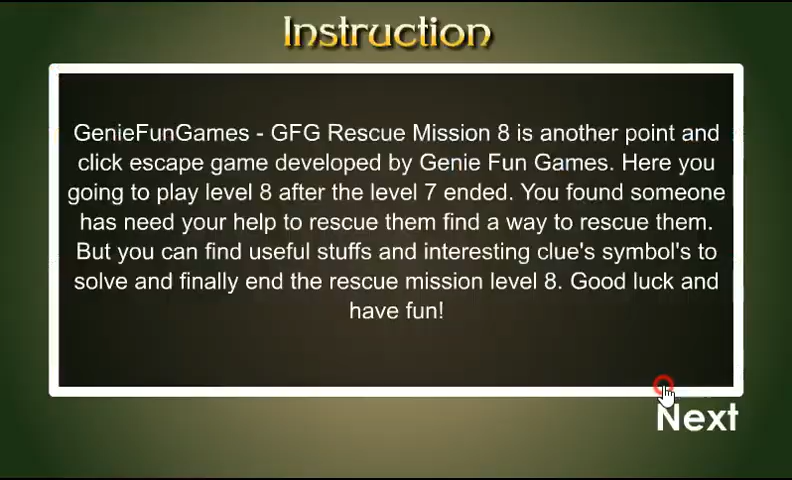 Instruction
GenieFunGames - GFG Rescue Mission 8 is another point and
click escape game developed by Genie Fun Games. Here you
going to play level 8 after the level 7 ended. You found someone
has need your help to rescue them find a way to rescue them.
But you can find useful stuffs and interesting clue's symbol's to
solve and finally end the rescue mission level 8. Good luck and
have fun!
Next